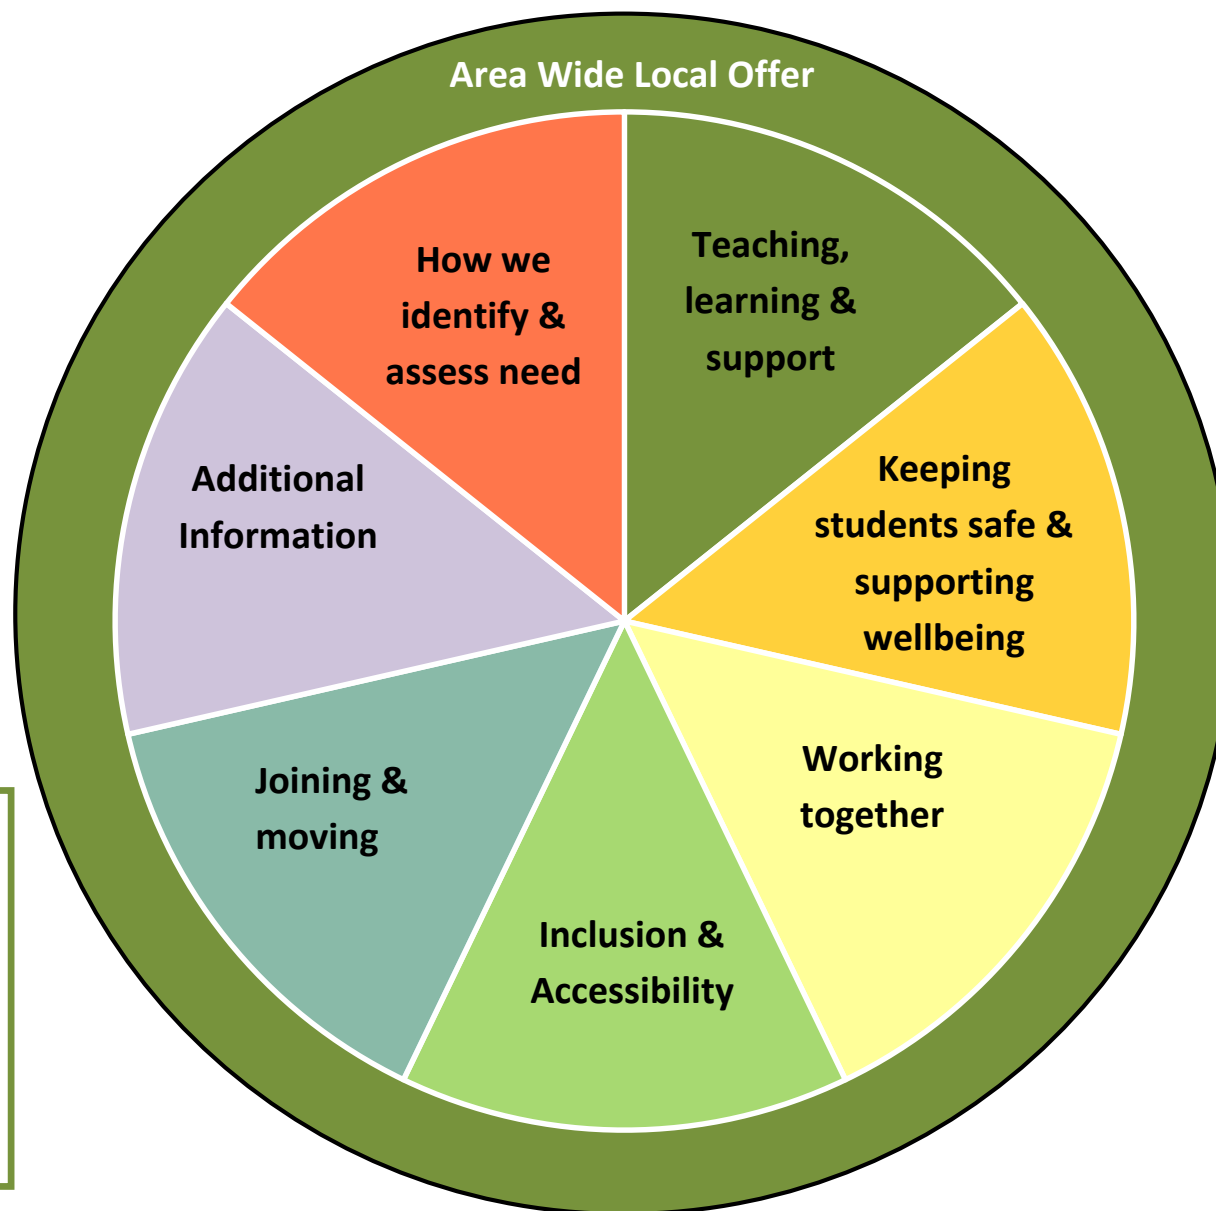 Area Wide Local Offer
How we
identify &
assess need
Teaching,
learning &
support
Keeping
students safe &
supporting
wellbeing
Working
together
Inclusion &
Accessibility
Joining &
moving
Additional
Information